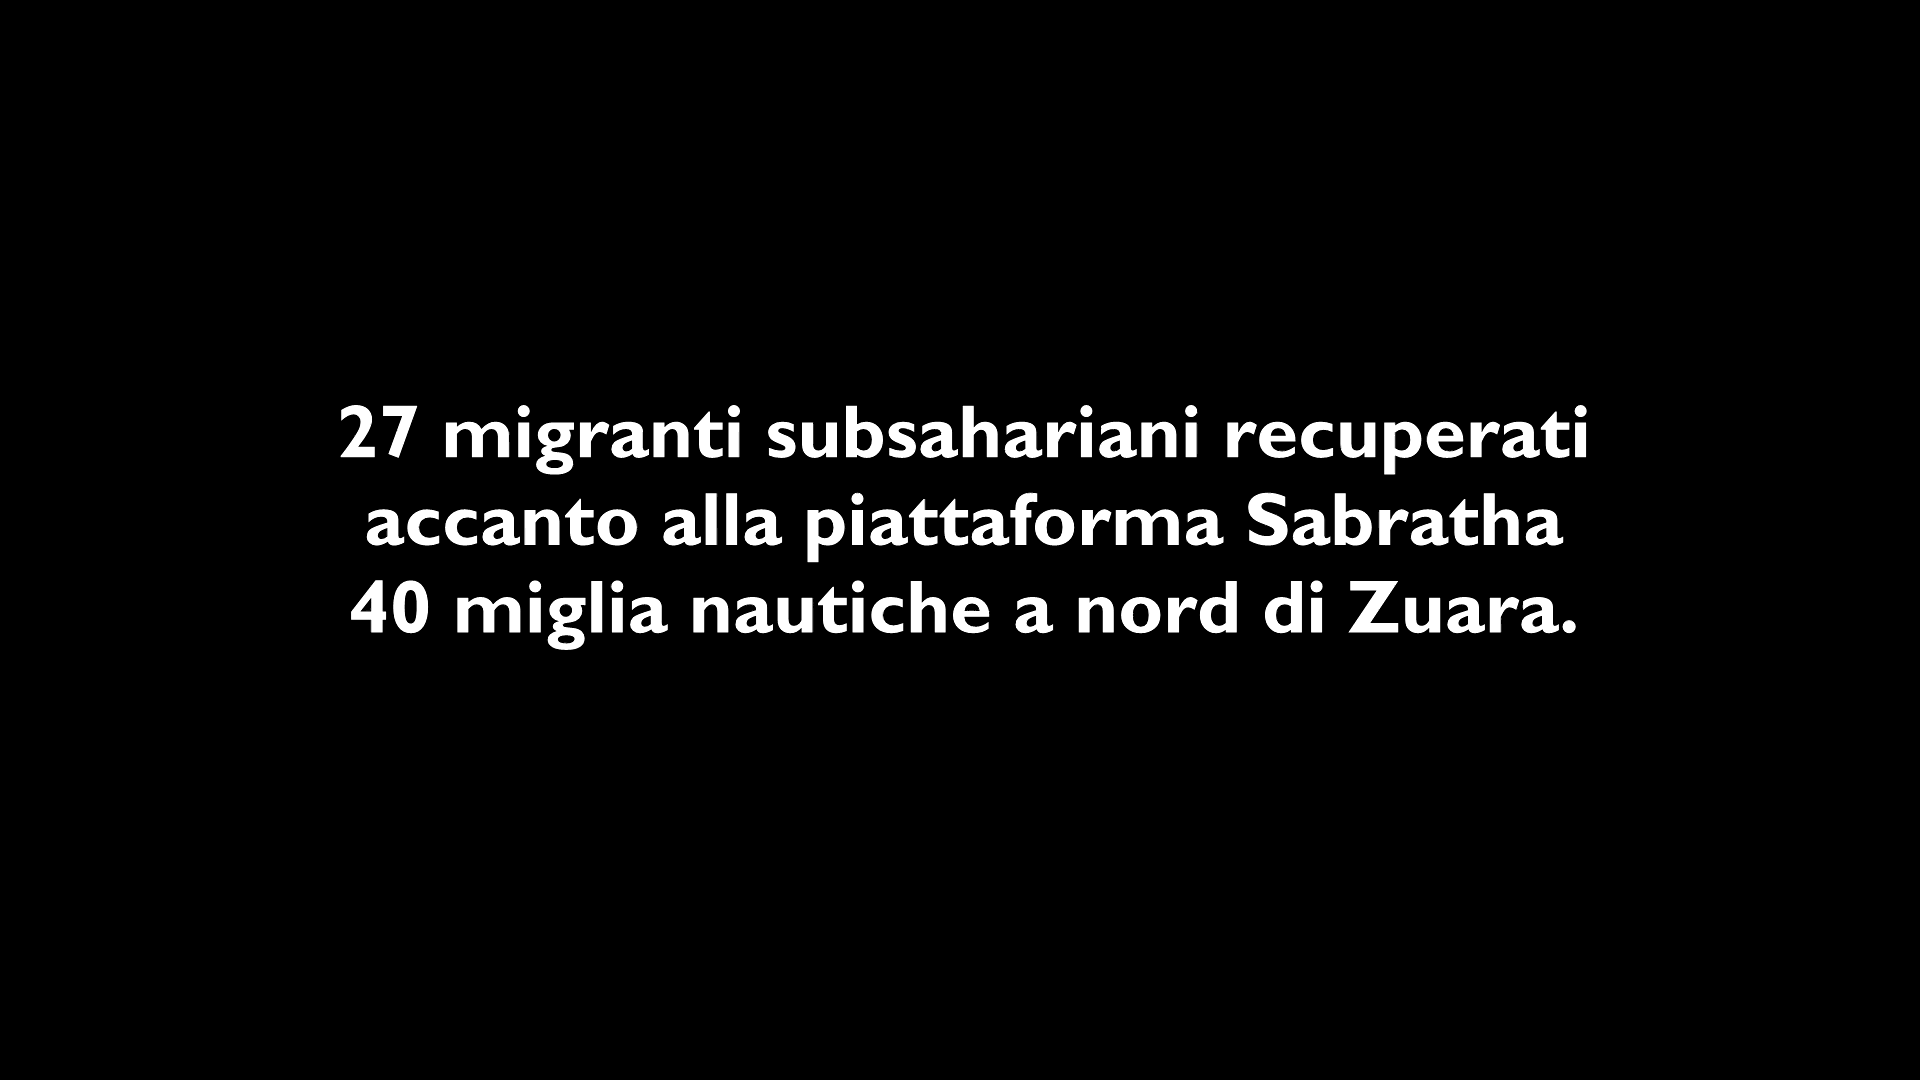 27 migranti subsahariani recuperati
accanto alla piattaforma Sabratha
40 miglia nautiche a nord di Zuara.